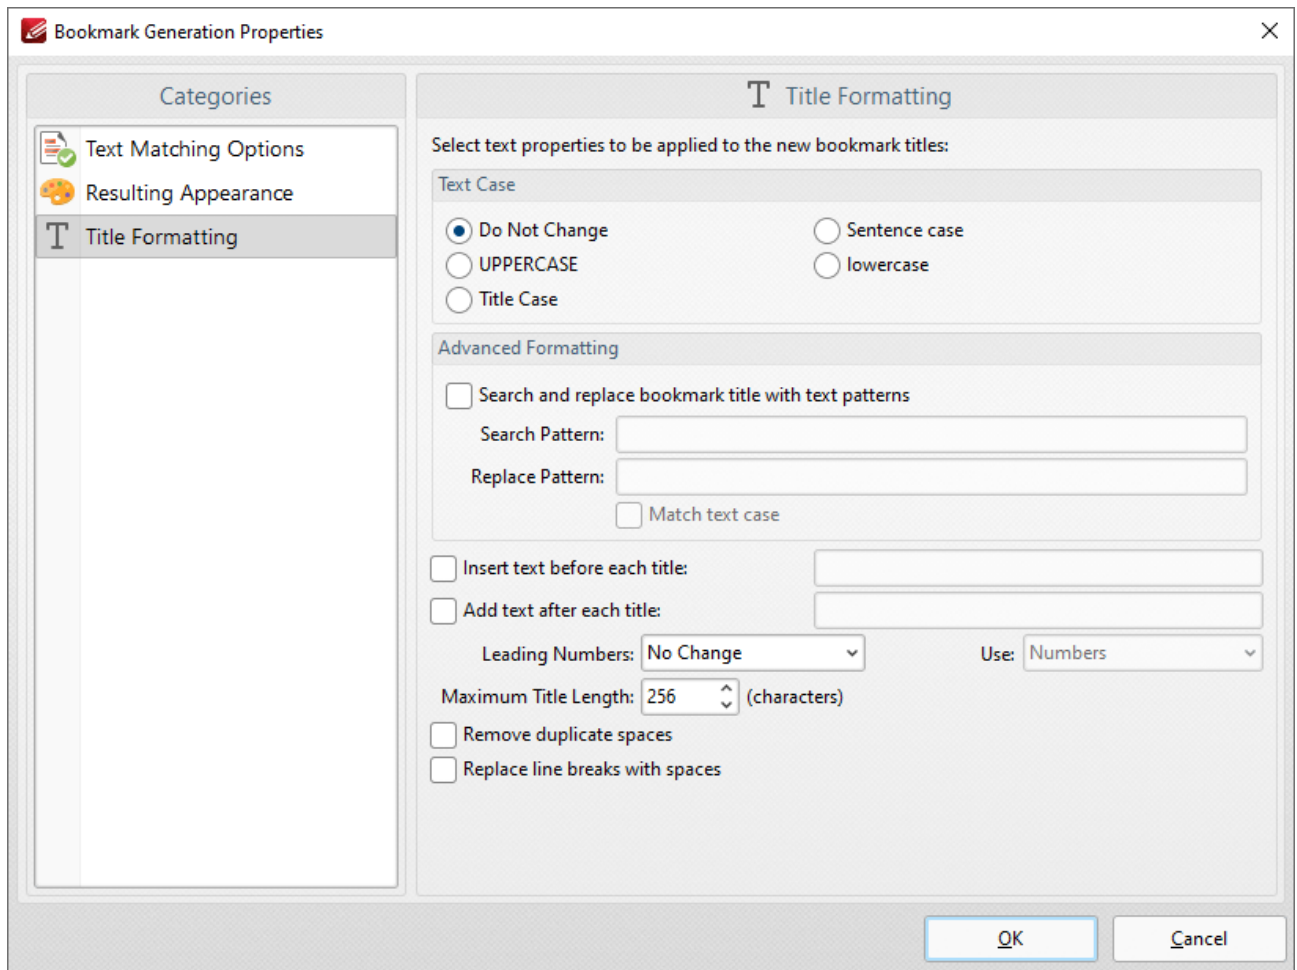 Bookmark Generation Properties
Categories
Text Matching Options
Resulting Appearance
Title Formatting
Title Formatting
Select text properties to be applied to the new bookmark titles:
Text Case
Do Not Change
Sentence case
UPPERCASE
lowercase
Title Case
Advanced Formatting
Search and replace bookmark title with text patterns
Search Pattern:
Replace Pattern:
Match text case
Insert text before each title:
Add text after each title:
Leading Numbers: No Change Use: Numbers
Maximum Title Length: 256 (characters)
Remove duplicate spaces
Replace line breaks with spaces
OK Cancel